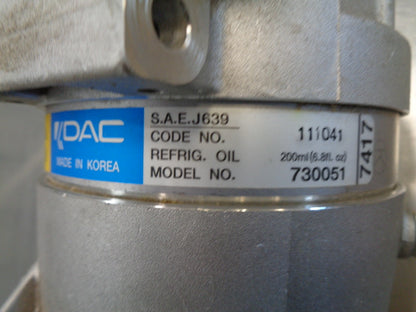 DAC
MADE IN KOREA
S.A.E.J639
CODE NO. 111041
REFRIG. OIL 200ml(6.8fl. oz)
MODEL NO. 730051
7417